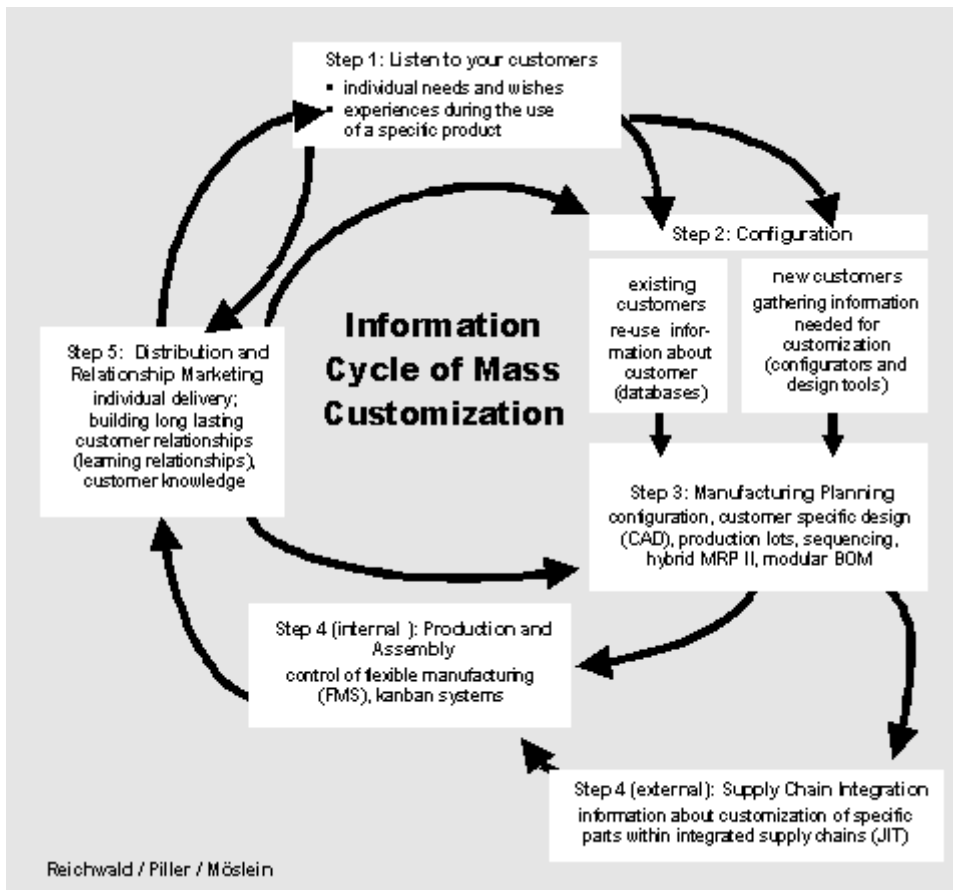 Step 1: Listen to your customers
▪ individual needs and wishes
▪ experiences during the use
of a specific product
Step 2: Configuration
existing
customers
re-use infor-
mation about
customer
(databases)
new customers
gathering information
needed for
customization
(configurators and
design tools)
Information
Cycle of Mass
Customization
Step 5: Distribution and
Relationship Marketing
individual delivery;
building long lasting
customer relationships
(learning relationships),
customer knowledge
Step 3: Manufacturing Planning
configuration, customer specific design
(CAD), production lots, sequencing,
hybrid MRP II, modular BOM
Step 4 (internal ): Production and
Assembly
control of flexible manufacturing
(FMS), kanban systems
Step 4 (external): Supply Chain Integration
information about customization of specific
parts within integrated supply chains (JIT)
Reichwald / Piller / Möslein